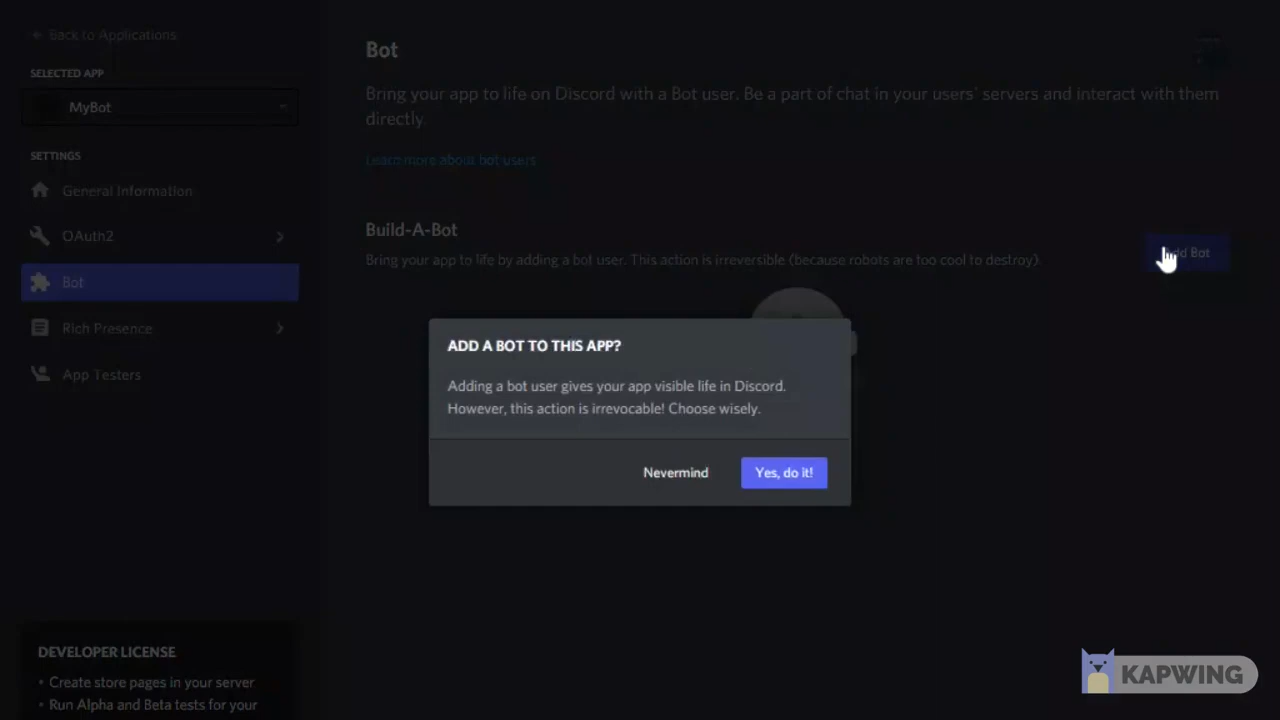 Back to Applications
SELECTED APP
MyBot
SETTINGS
General Information
OAuth2
Bot
Rich Presence
App Testers
DEVELOPER LICENSE
• Create store pages in your server
• Run Alpha and Beta tests for your
Bot
Bring your app to life on Discord with a Bot user. Be a part of chat in your users' servers and interact with them
directly.
Learn more about bot users
Build-A-Bot
Bring your app to life by adding a bot user. This action is irreversible (because robots are too cool to destroy).
Bot
ADD A BOT TO THIS APP?
Adding a bot user gives your app visible life in Discord.
However, this action is irrevocable! Choose wisely.
Nevermind
Yes, do it!
KAPWING